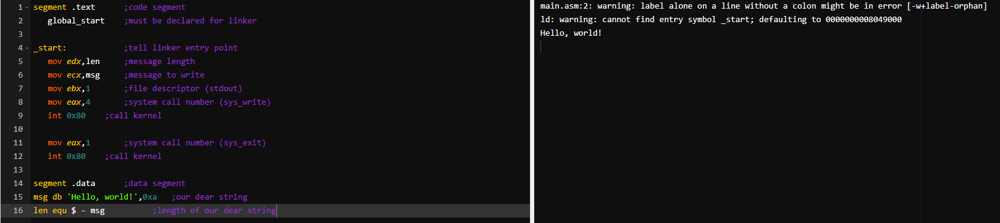 1 segment .text ;code segment
2 global_start ;must be declared for linker
3
4 _start: ;tell linker entry point
5 mov edx,len ;message length
6 mov ecx,msg ;message to write
7 mov ebx,1 ;file descriptor (stdout)
8 mov eax,4 ;system call number (sys_write)
9 int 0x80 ;call kernel
10
11 mov eax,1 ;system call number (sys_exit)
12 int 0x80 ;call kernel
13
14 segment .data ;data segment
15 msg db 'Hello, world!',0xa ;our dear string
16 len equ $ - msg ;length of our dear string
main.asm:2: warning: label alone on a line without a colon might be in error [-w+label-orphan]
ld: warning: cannot find entry symbol _start; defaulting to 0000000008049000
Hello, world!